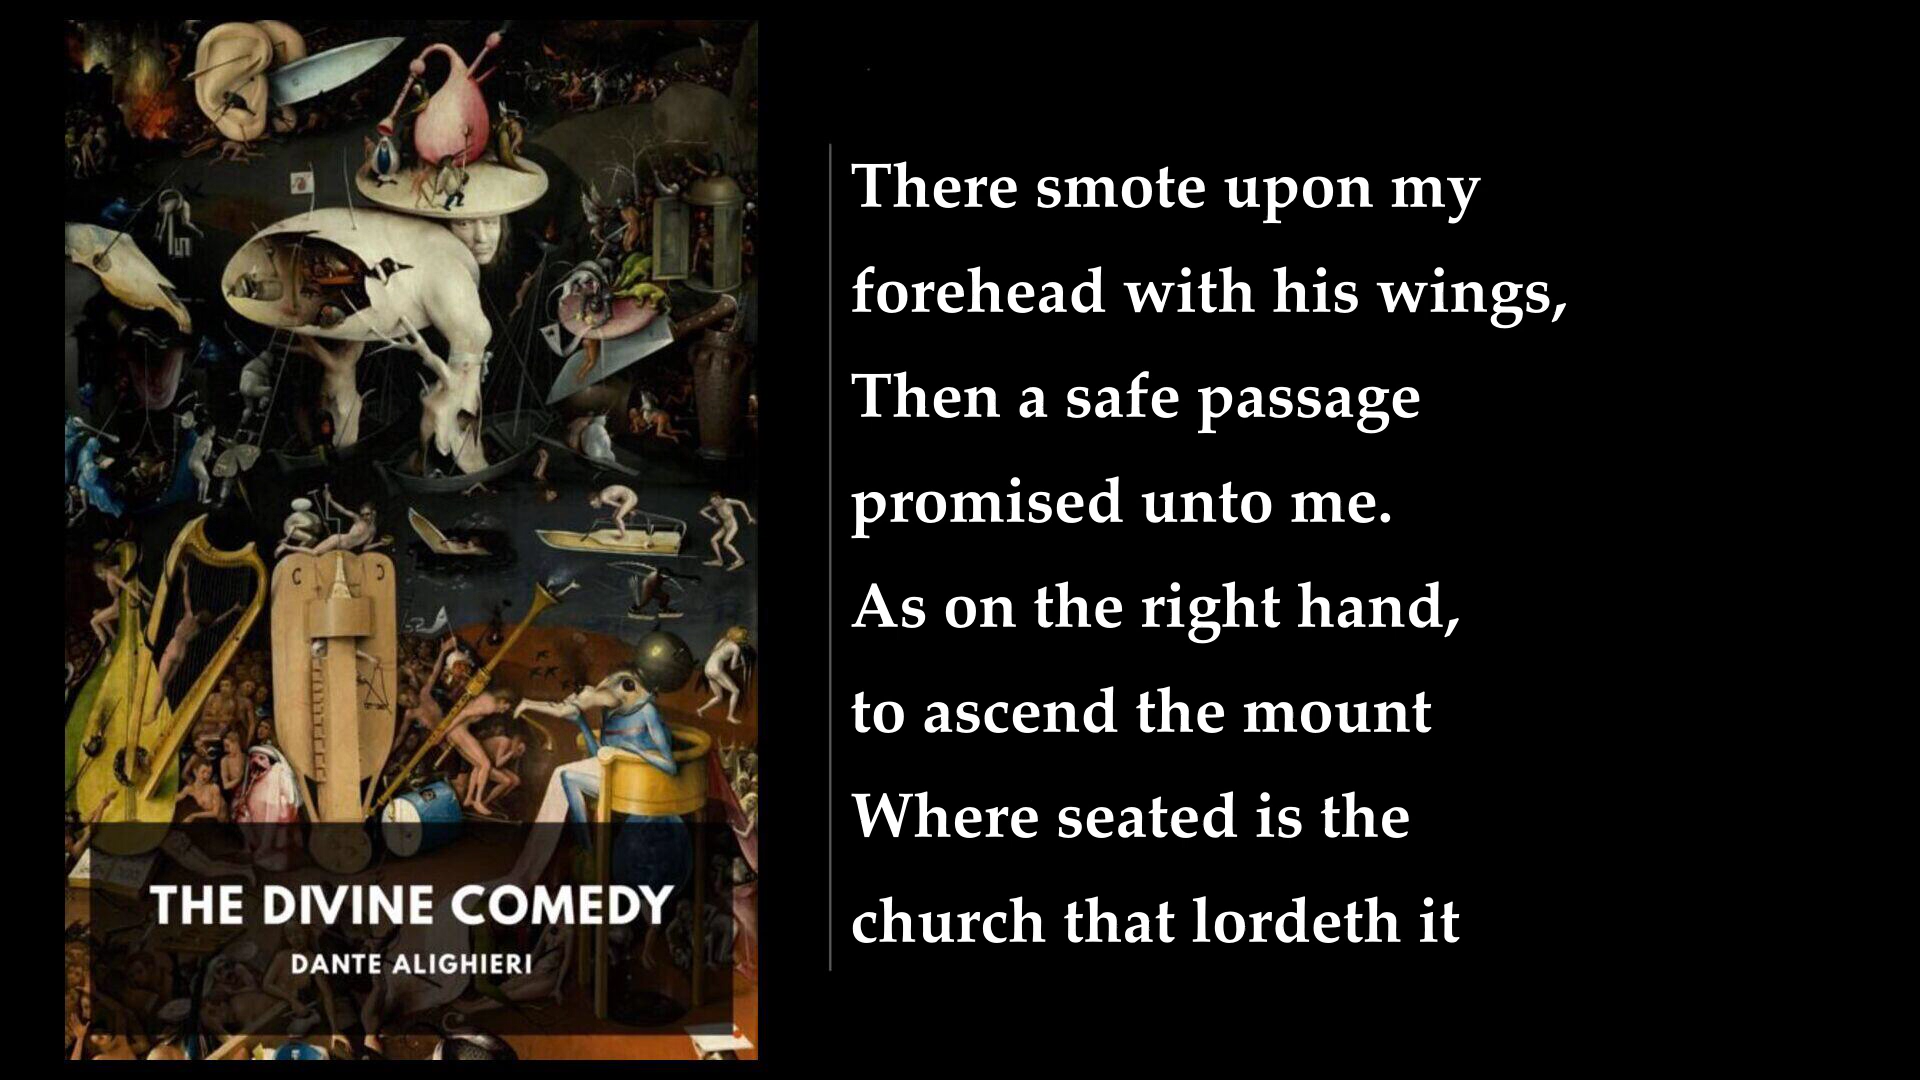 There smote upon my
forehead with his wings,
Then a safe passage
promised unto me.
As on the right hand,
to ascend the mount
Where seated is the
church that lordeth it
THE DIVINE COMEDY
DANTE ALIGHIERI